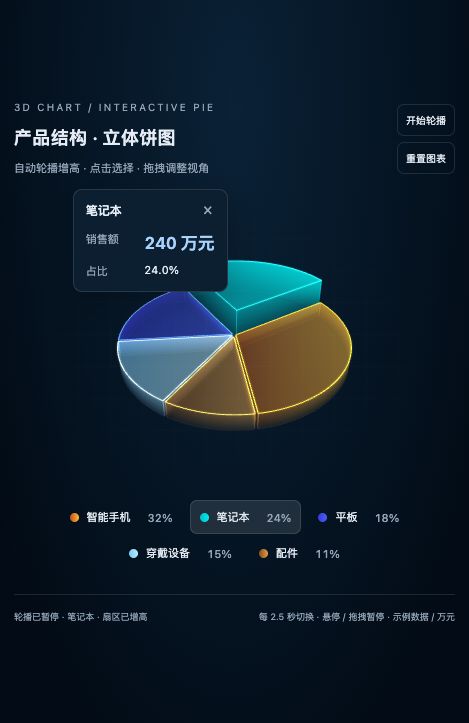 3D CHART / INTERACTIVE PIE
产品结构 · 立体饼图
自动轮播增高 · 点击选择 · 拖拽调整视角
开始轮播
重置图表
笔记本 ×
销售额 240 万元
占比 24.0%
智能手机 32% 笔记本 24% 平板 18%
穿戴设备 15% 配件 11%
轮播已暂停 · 笔记本 · 扇区已增高 每 2.5 秒切换 · 悬停 / 拖拽暂停 · 示例数据 / 万元